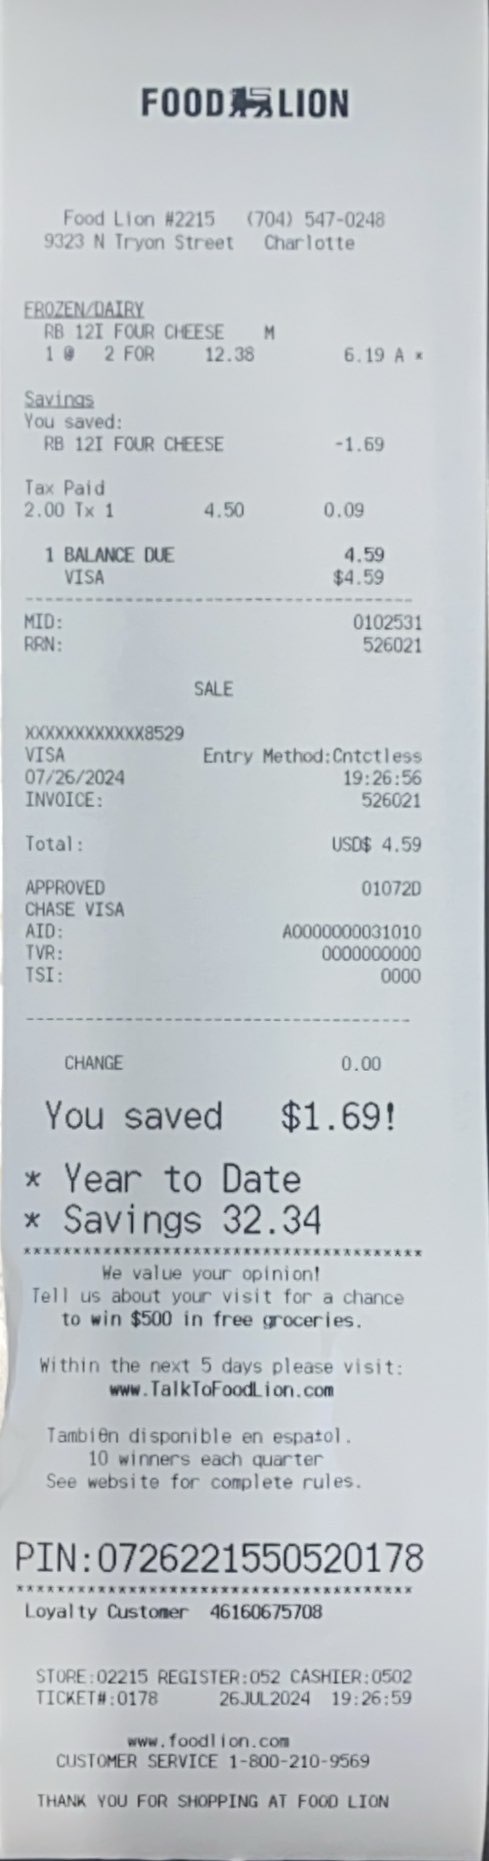 FOOD LION
Food Lion #2215 (704) 547-0248
9323 N Tryon Street Charlotte
FROZEN/DAIRY
RB 12I FOUR CHEESE M
1 @ 2 FOR 12.38 6.19 A *
Savings
You saved:
RB 12I FOUR CHEESE -1.69
Tax Paid
2.00 Tx 1 4.50 0.09
1 BALANCE DUE 4.59
VISA $4.59
----------------------------------------
MID: 0102531
RRN: 526021
SALE
XXXXXXXXXXXX8529
VISA Entry Method:Cntctless
07/26/2024 19:26:56
INVOICE: 526021
Total: USD$ 4.59
APPROVED 01072D
CHASE VISA
AID: A0000000031010
TVR: 0000000000
TSI: 0000
----------------------------------------
CHANGE 0.00
You saved $1.69!
* Year to Date
* Savings 32.34
****************************************
We value your opinion!
Tell us about your visit for a chance
to win $500 in free groceries.
Within the next 5 days please visit:
www.TalkToFoodLion.com
Tambiθn disponible en espa±ol.
10 winners each quarter
See website for complete rules.
PIN:0726221550520178
****************************************
Loyalty Customer 46160675708
STORE:02215 REGISTER:052 CASHIER:0502
TICKET#:0178 26JUL2024 19:26:59
www.foodlion.com
CUSTOMER SERVICE 1-800-210-9569
THANK YOU FOR SHOPPING AT FOOD LION